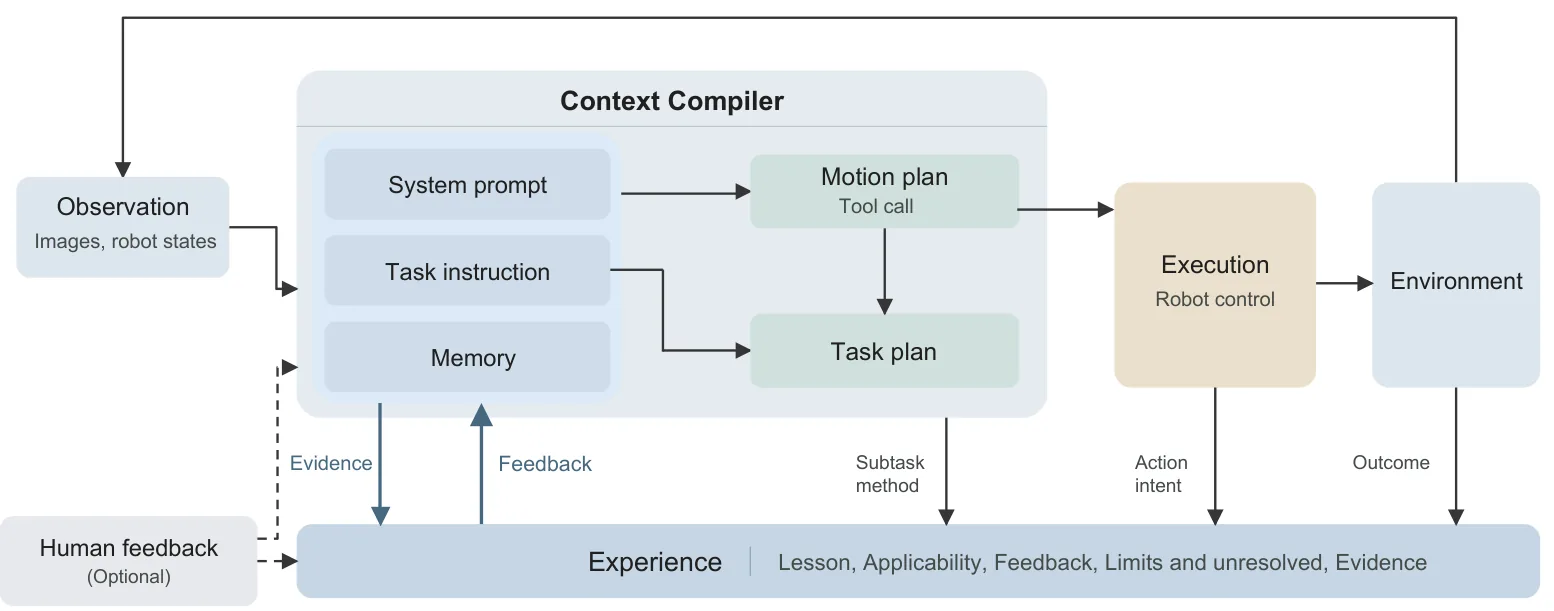 Context Compiler
Observation
Images, robot states
System prompt
Task instruction
Memory
Motion plan
Tool call
Task plan
Execution
Robot control
Environment
Evidence
Feedback
Subtask
method
Action
intent
Outcome
Human feedback
(Optional)
Experience
Lesson, Applicability, Feedback, Limits and unresolved, Evidence